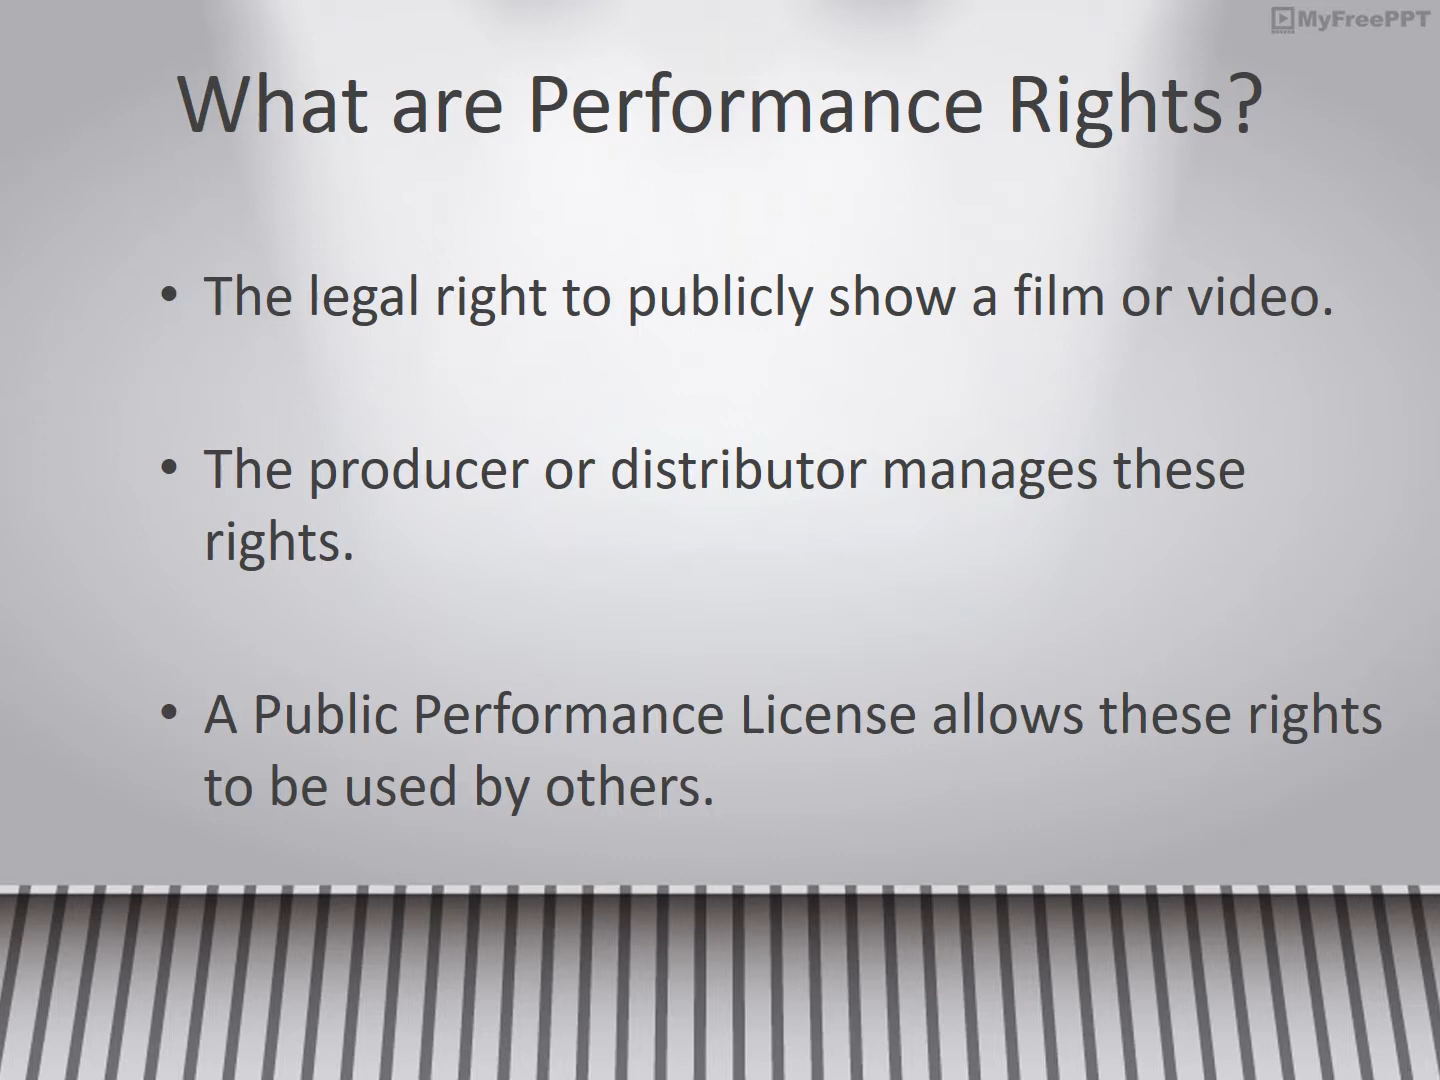 MyFreePPT
What are Performance Rights?
• The legal right to publicly show a film or video.
• The producer or distributor manages these
rights.
• A Public Performance License allows these rights
to be used by others.